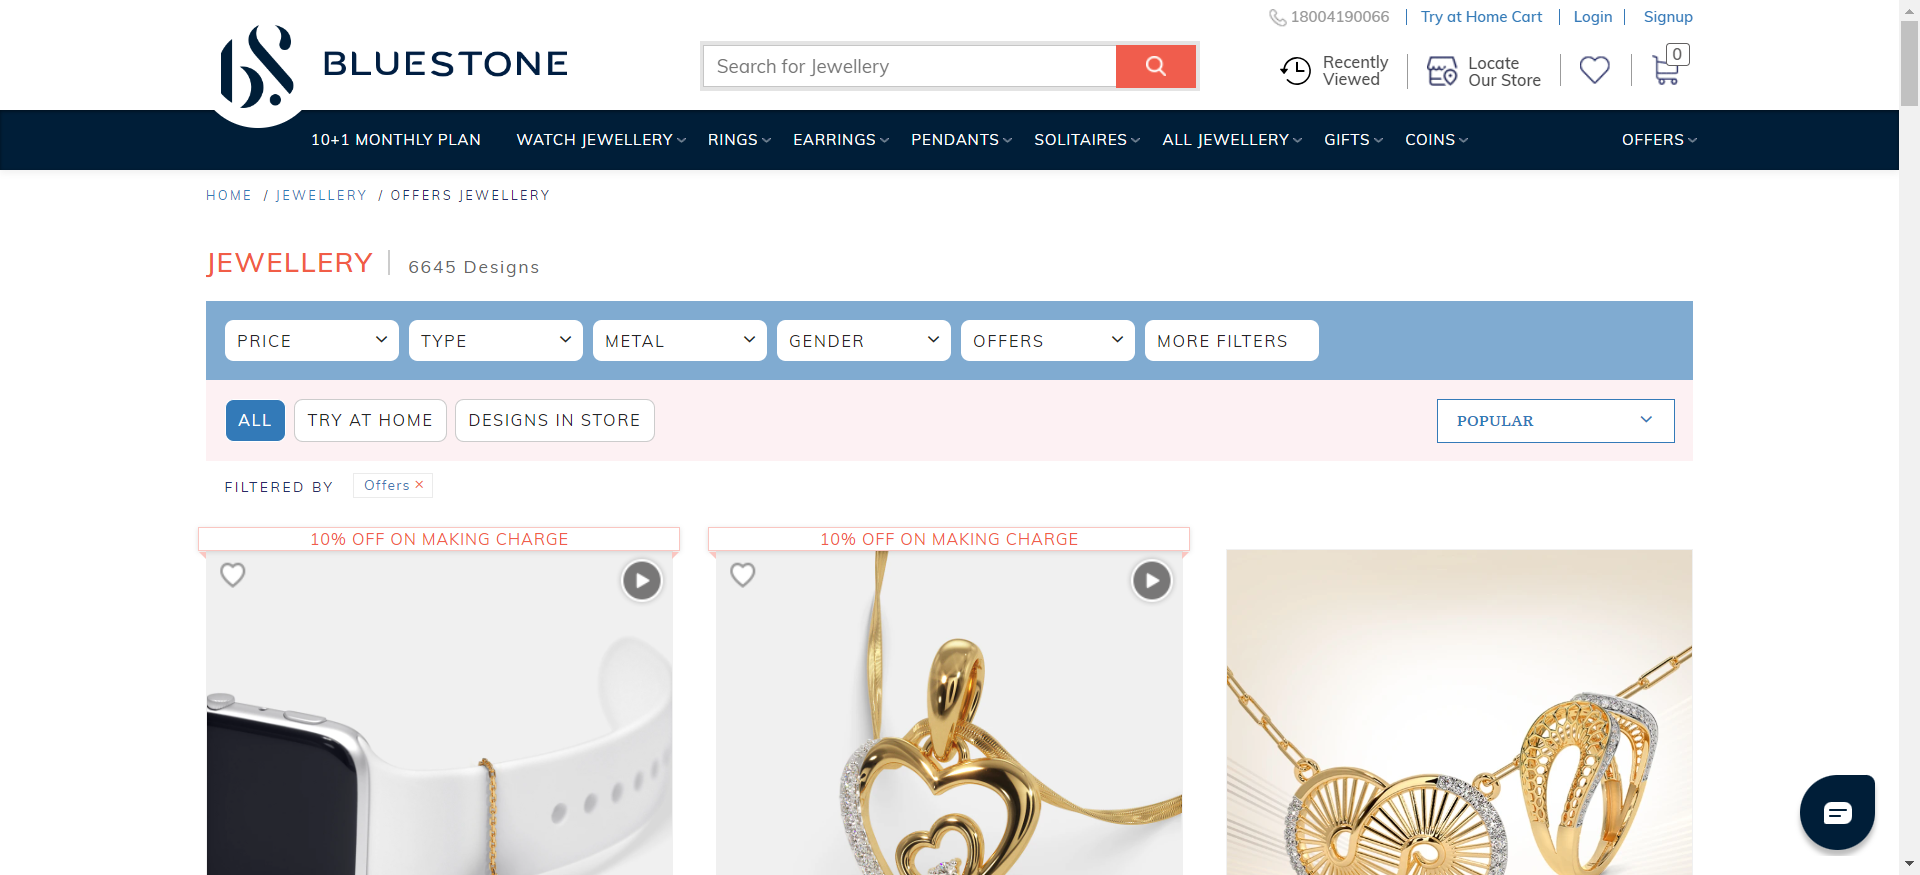 18004190066 Try at Home Cart Login Signup
BLUESTONE
Search for Jewellery
Recently Viewed
Locate Our Store
0
10+1 MONTHLY PLAN WATCH JEWELLERY RINGS EARRINGS PENDANTS SOLITAIRES ALL JEWELLERY GIFTS COINS OFFERS
HOME / JEWELLERY / OFFERS JEWELLERY
JEWELLERY 6645 Designs
PRICE TYPE METAL GENDER OFFERS MORE FILTERS
ALL TRY AT HOME DESIGNS IN STORE POPULAR
FILTERED BY Offers ×
10% OFF ON MAKING CHARGE 10% OFF ON MAKING CHARGE